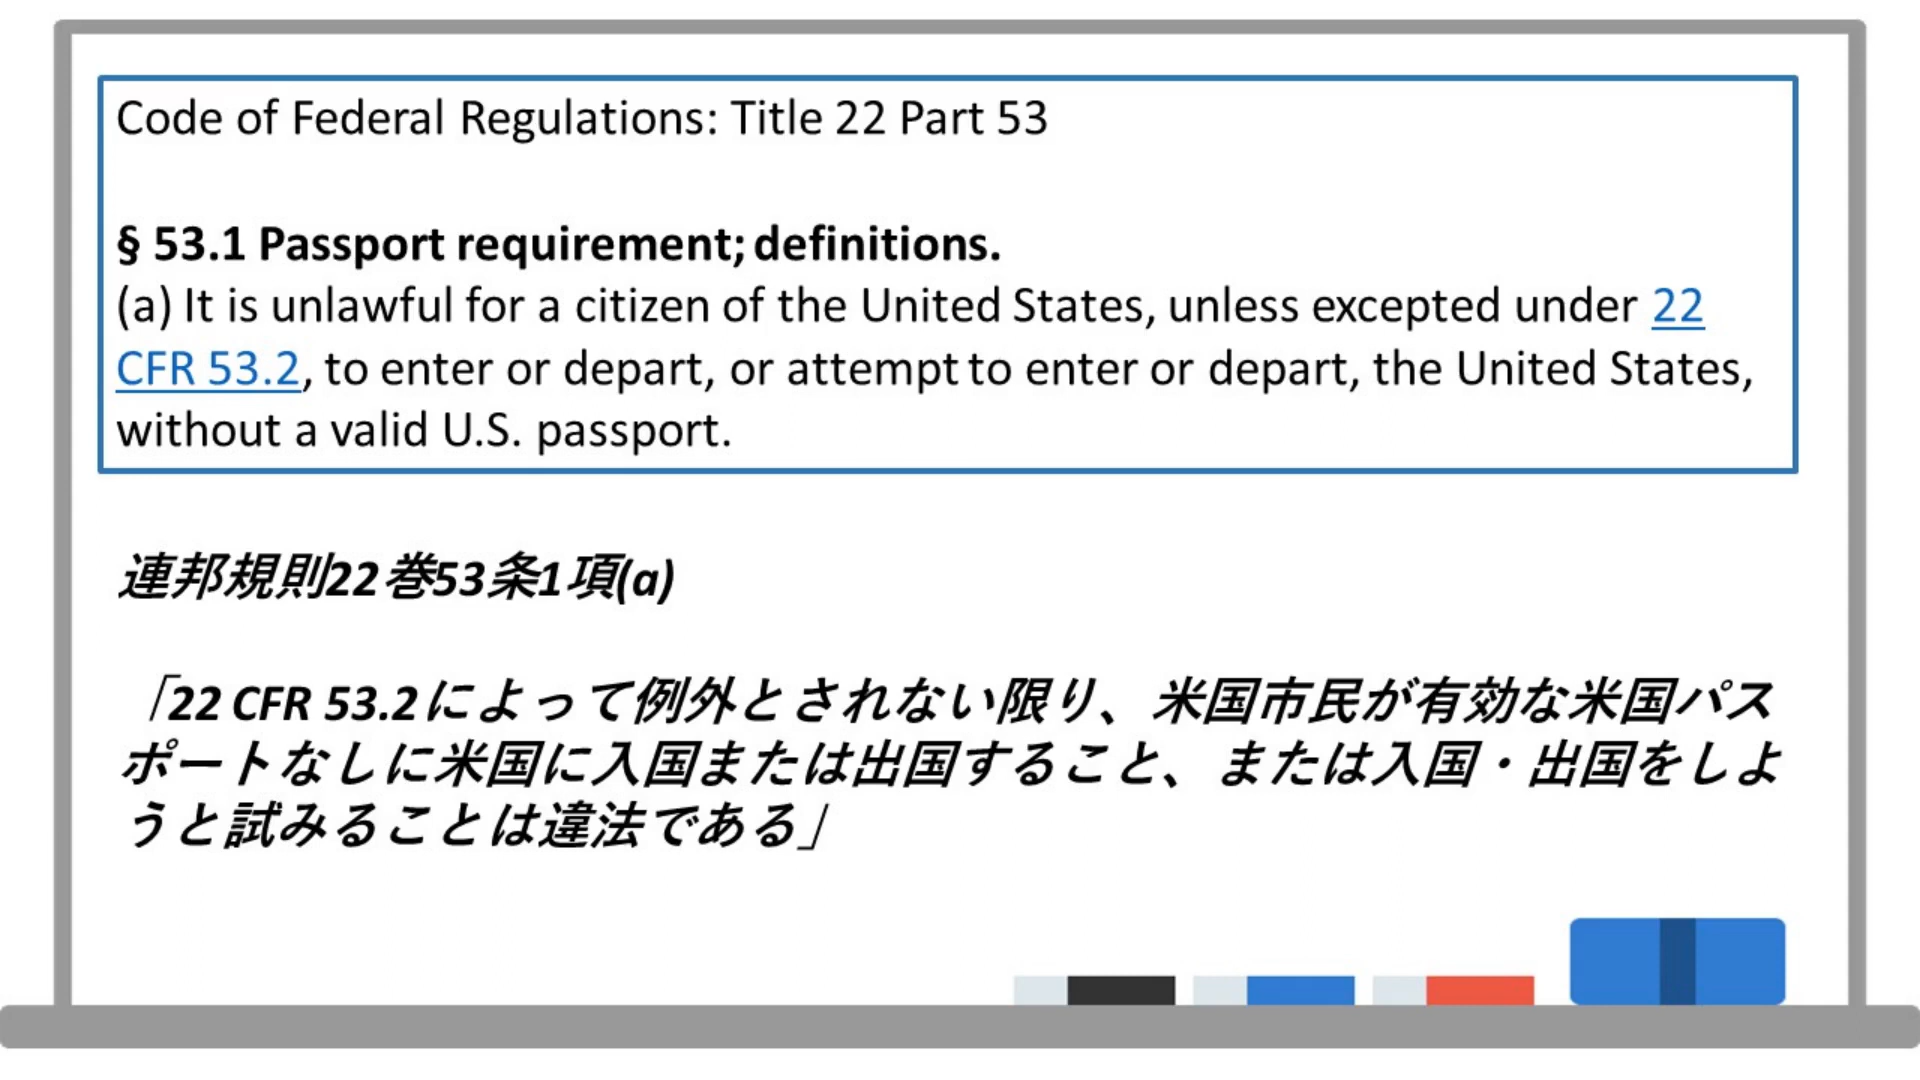 Code of Federal Regulations: Title 22 Part 53
§ 53.1 Passport requirement; definitions.
(a) It is unlawful for a citizen of the United States, unless excepted under 22
CFR 53.2, to enter or depart, or attempt to enter or depart, the United States,
without a valid U.S. passport.
連邦規則22巻53条1項(a)
「22 CFR 53.2によって例外とされない限り、米国市民が有効な米国パス
ポートなしに米国に入国または出国すること、または入国・出国をしよ
うと試みることは違法である」